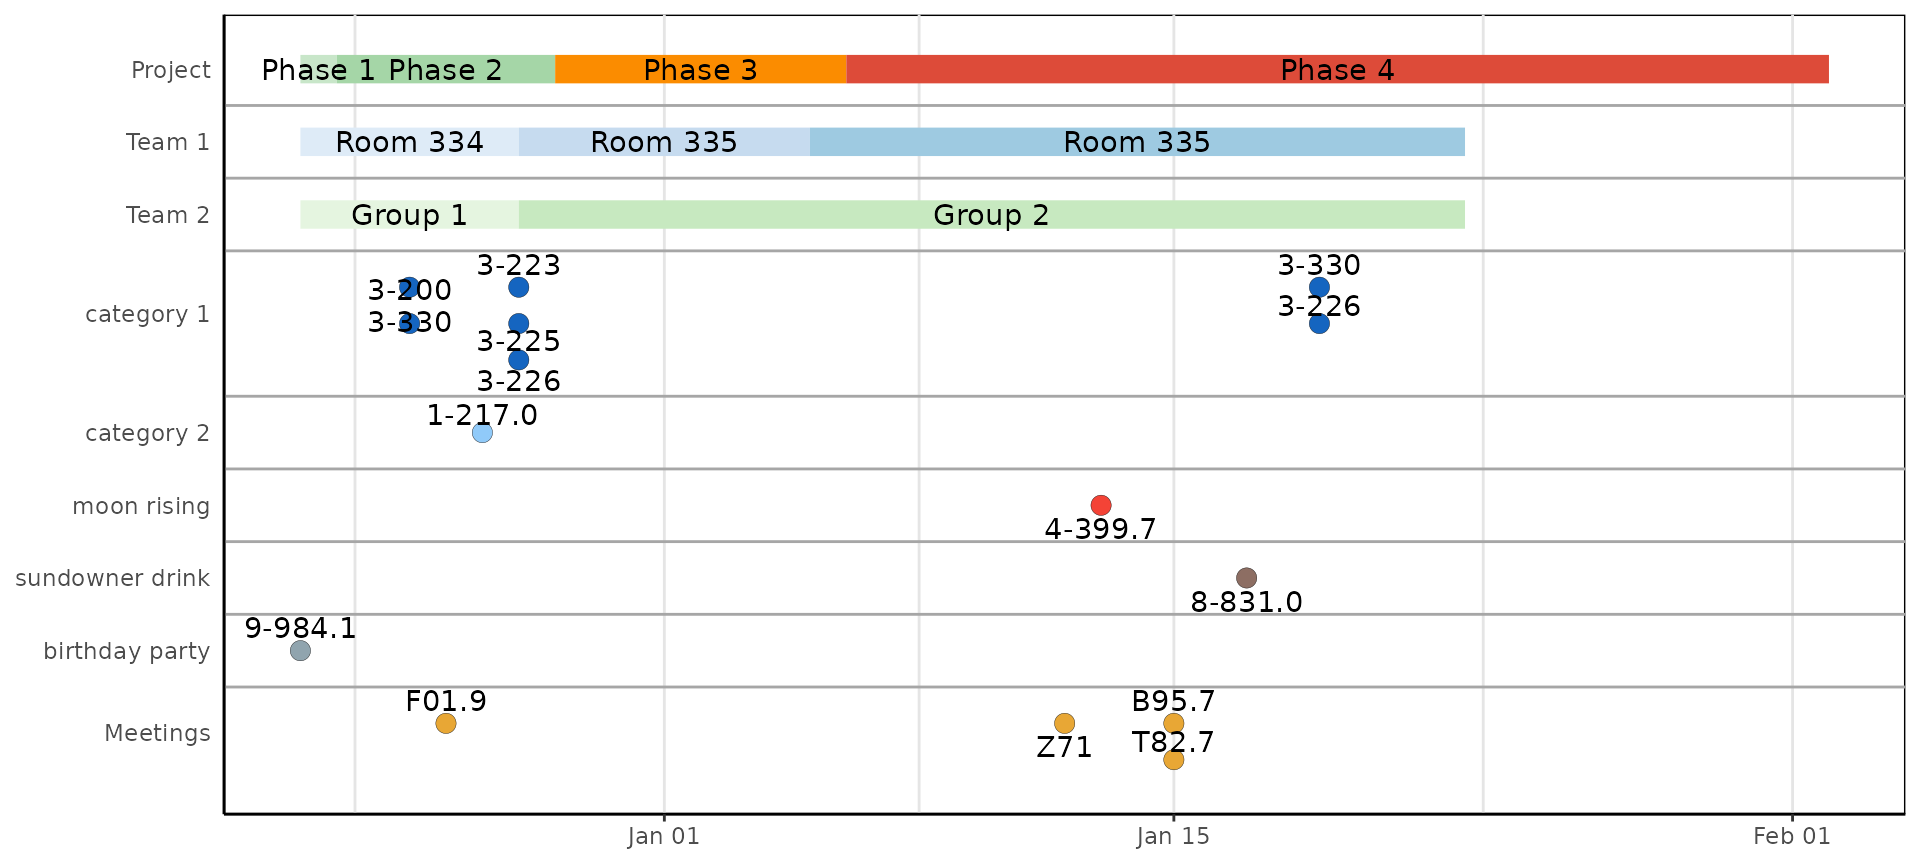 Project
Phase 1
Phase 2
Phase 3
Phase 4
Team 1
Room 334
Room 335
Room 335
Team 2
Group 1
Group 2
category 1
3-200
3-330
3-223
3-225
3-226
3-330
3-226
category 2
1-217.0
moon rising
4-399.7
sundowner drink
8-831.0
birthday party
9-984.1
Meetings
F01.9
Z71
B95.7
T82.7
Jan 01
Jan 15
Feb 01